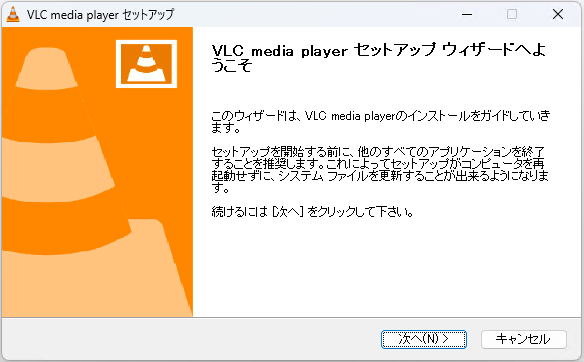 VLC media player セットアップ
VLC media player セットアップ ウィザードへよ
うこそ
このウィザードは、VLC media playerのインストールをガイドしていき
ます。
セットアップを開始する前に、他のすべてのアプリケーションを終了
することを推奨します。これによってセットアップがコンピュータを再
起動せずに、システム ファイルを更新することが出来るようになりま
す。
続けるには [次へ] をクリックして下さい。
次へ(N) >
キャンセル